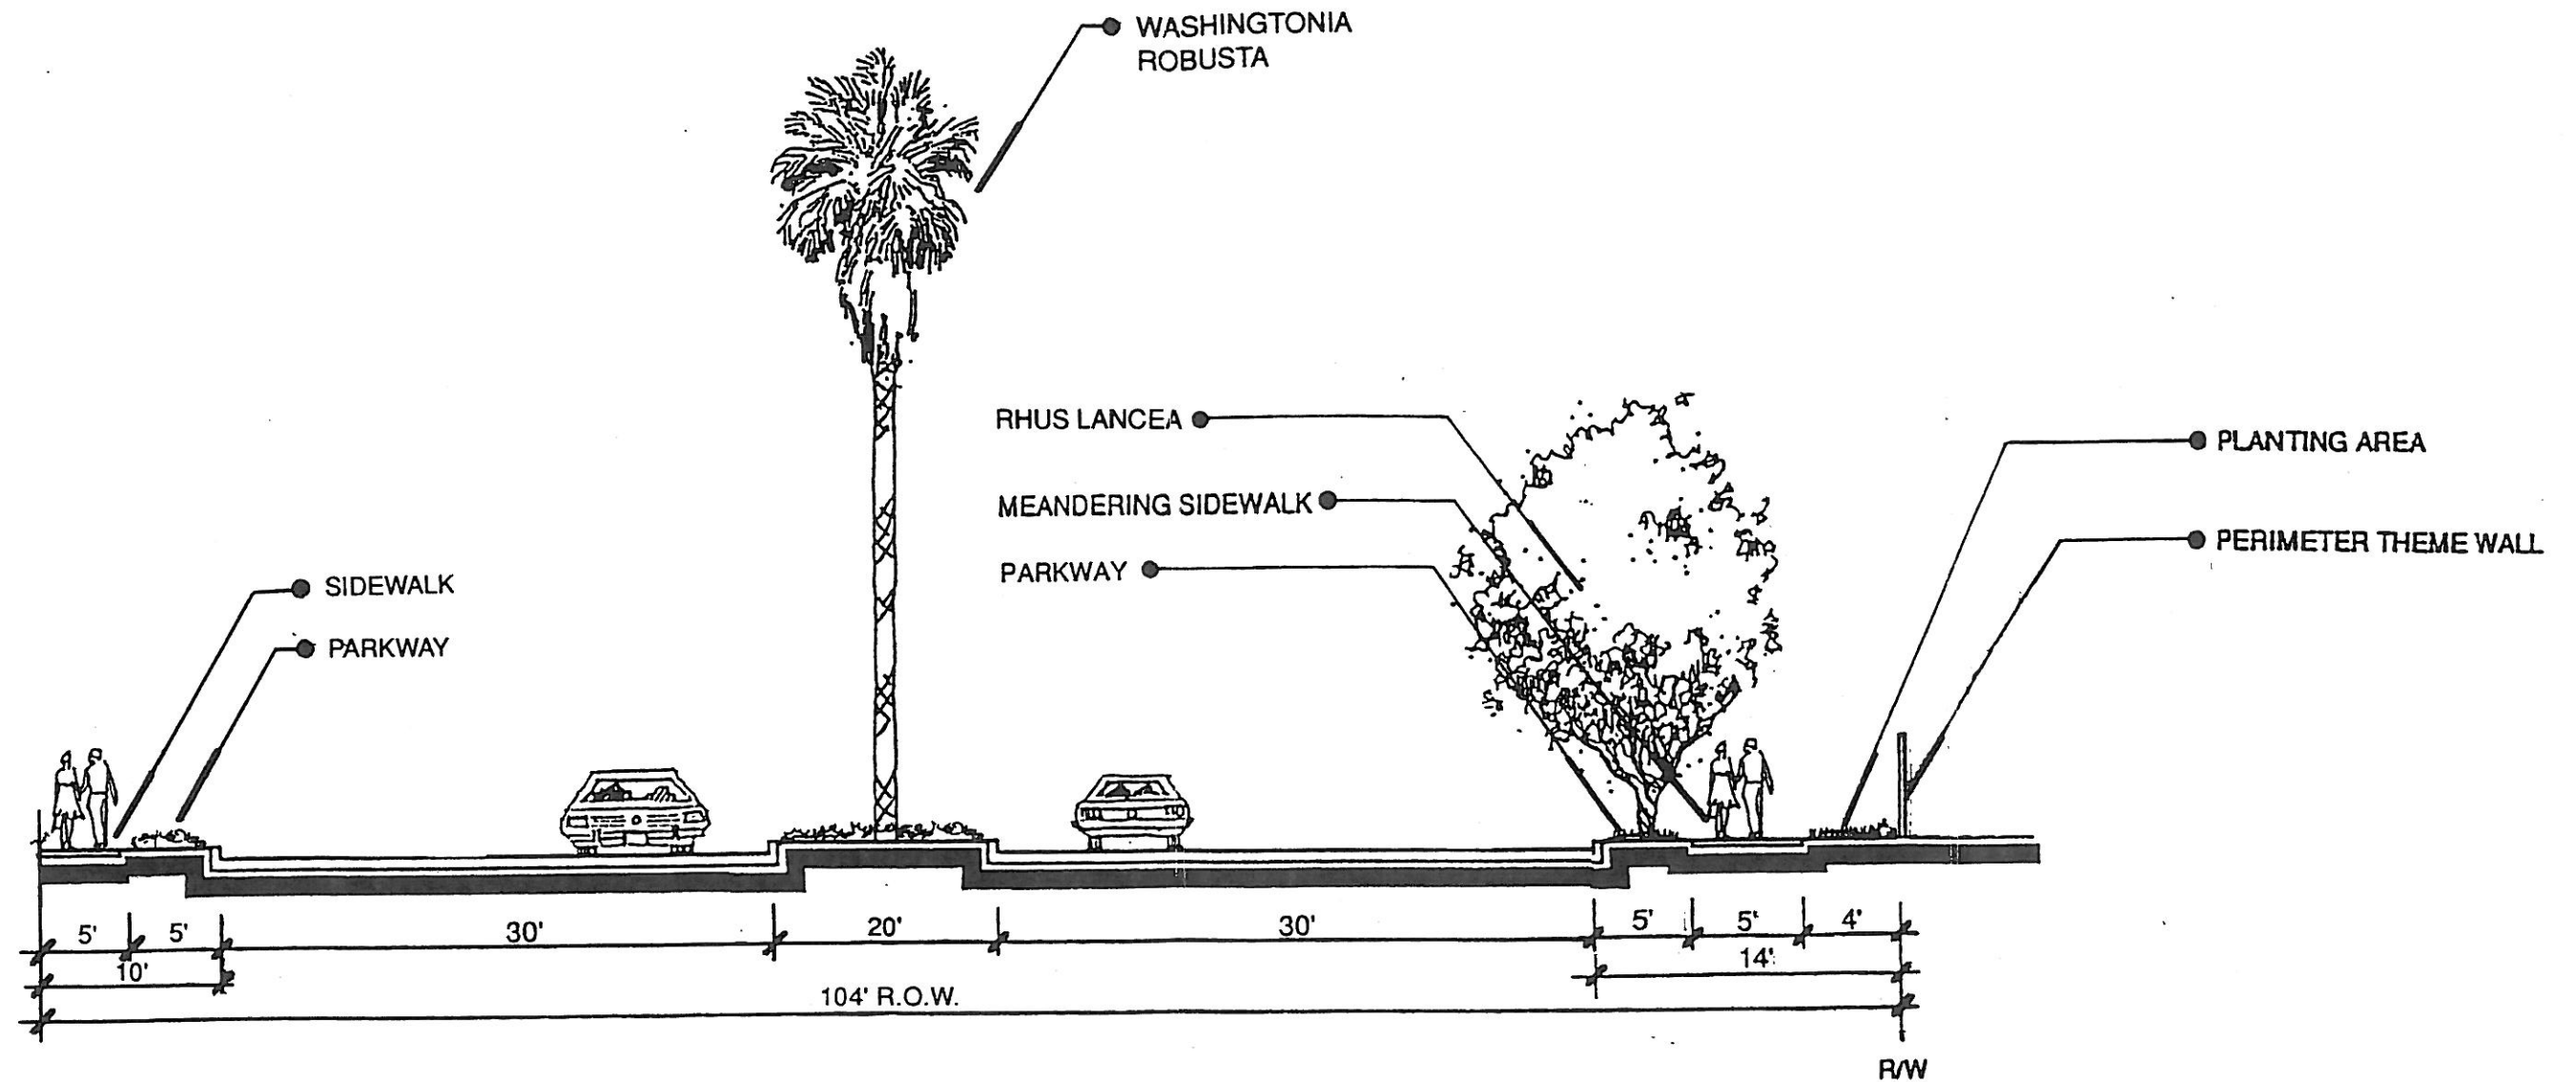 WASHINGTONIA
ROBUSTA
RHUS LANCEA
MEANDERING SIDEWALK
PARKWAY
PLANTING AREA
PERIMETER THEME WALL
SIDEWALK
PARKWAY
5' 5' 30' 20' 30' 5' 5' 4'
10' 14'
104' R.O.W.
R/W